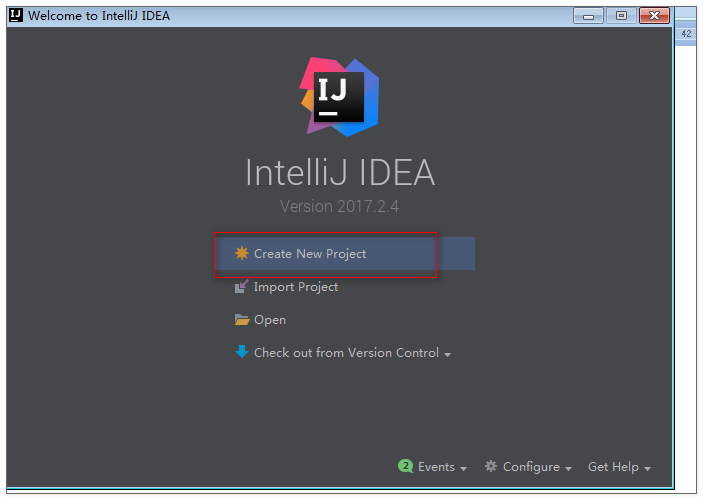 Welcome to IntelliJ IDEA
42
IJ
IntelliJ IDEA
Version 2017.2.4
Create New Project
Import Project
Open
Check out from Version Control
2 Events Configure Get Help